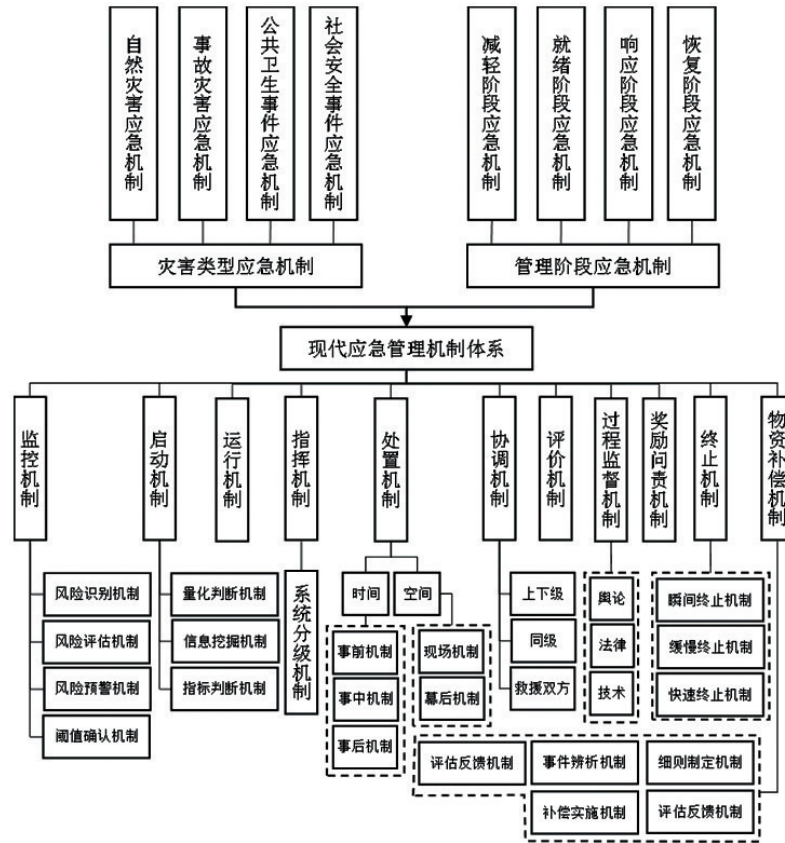 自然灾害应急机制
事故灾害应急机制
公共卫生事件应急机制
社会安全事件应急机制
减轻阶段应急机制
就绪阶段应急机制
响应阶段应急机制
恢复阶段应急机制
灾害类型应急机制
管理阶段应急机制
现代应急管理机制体系
监控机制
启动机制
运行机制
指挥机制
处置机制
协调机制
评价机制
过程监督机制
奖励问责机制
终止机制
物资补偿机制
风险识别机制
风险评估机制
风险预警机制
阈值确认机制
量化判断机制
信息挖掘机制
指标判断机制
系统分级机制
时间
空间
事前机制
事中机制
事后机制
现场机制
幕后机制
上下级
同级
救援双方
舆论
法律
技术
瞬间终止机制
缓慢终止机制
快速终止机制
评估反馈机制
事件辨析机制
细则制定机制
补偿实施机制
评估反馈机制